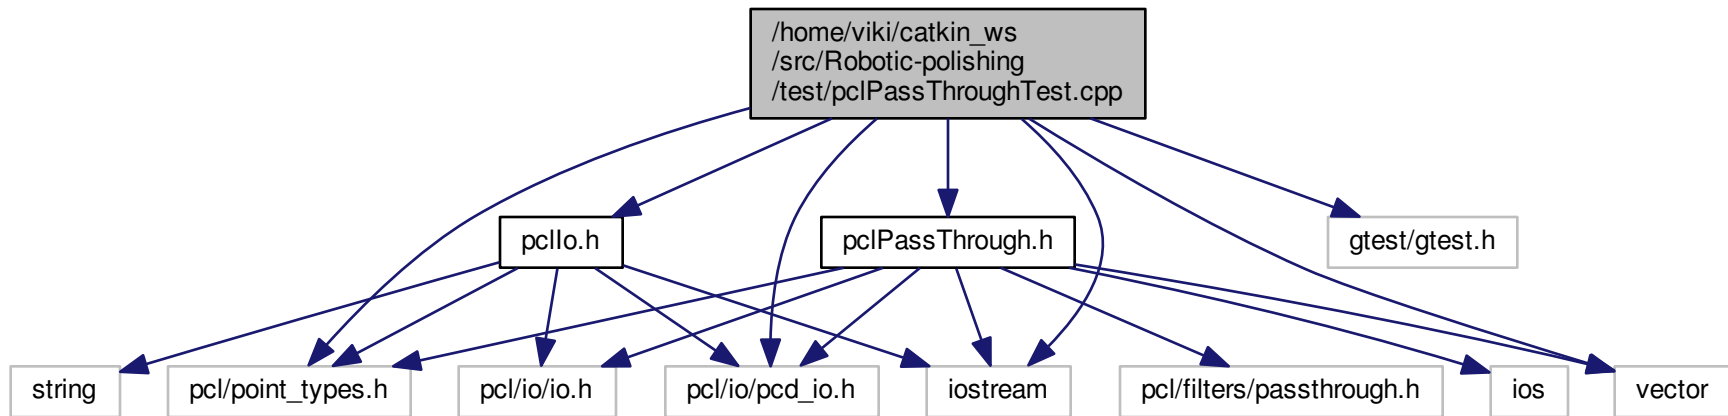 /home/viki/catkin_ws
/src/Robotic-polishing
/test/pclPassThroughTest.cpp
pclIo.h
pclPassThrough.h
gtest/gtest.h
string
pcl/point_types.h
pcl/io/io.h
pcl/io/pcd_io.h
iostream
pcl/filters/passthrough.h
ios
vector